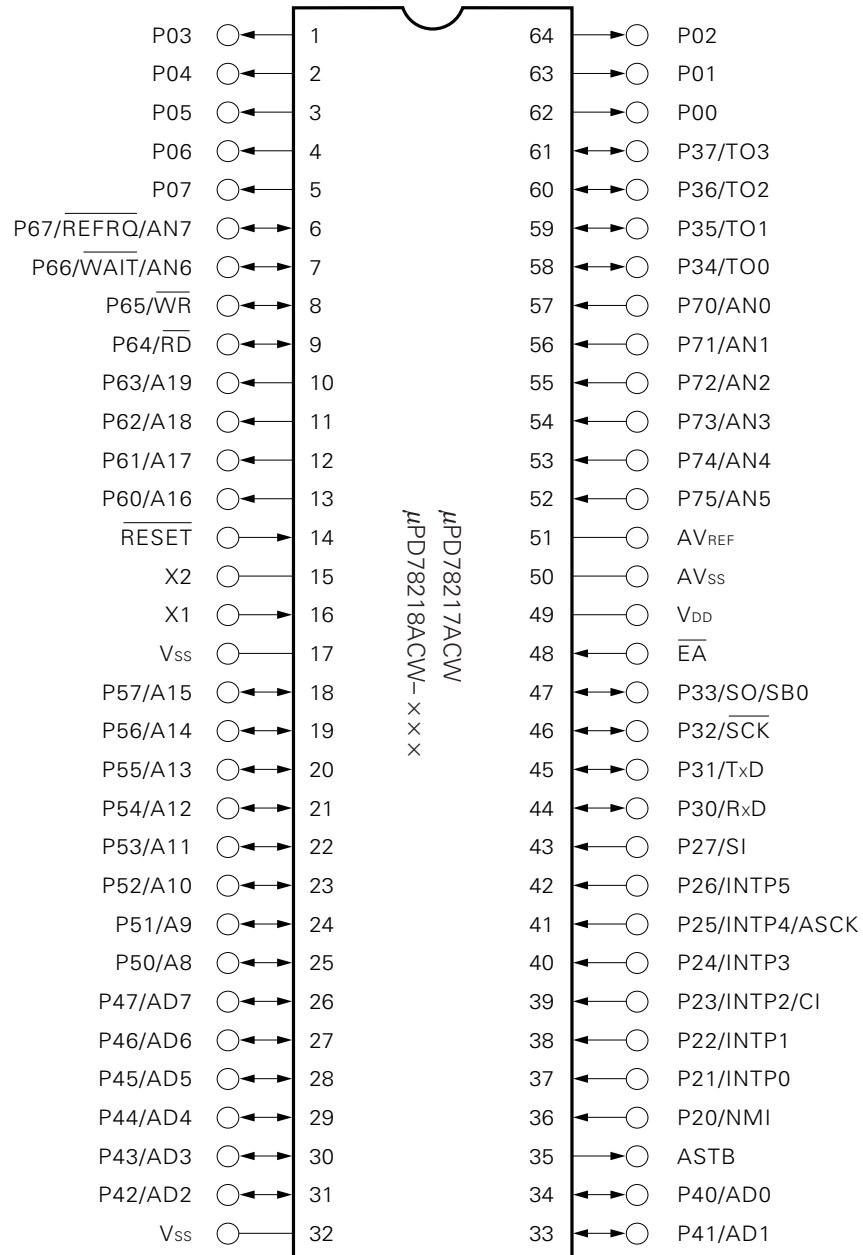 P03 1 64 P02
P04 2 63 P01
P05 3 62 P00
P06 4 61 P37/TO3
P07 5 60 P36/TO2
P67/REFRQ/AN7 6 59 P35/TO1
P66/WAIT/AN6 7 58 P34/TO0
P65/WR 8 57 P70/AN0
P64/RD 9 56 P71/AN1
P63/A19 10 55 P72/AN2
P62/A18 11 54 P73/AN3
P61/A17 12 53 P74/AN4
P60/A16 13 52 P75/AN5
RESET 14 51 AVREF
X2 15 50 AVSS
X1 16 49 VDD
VSS 17 48 EA
P57/A15 18 47 P33/SO/SB0
P56/A14 19 46 P32/SCK
P55/A13 20 45 P31/TxD
P54/A12 21 44 P30/RxD
P53/A11 22 43 P27/SI
P52/A10 23 42 P26/INTP5
P51/A9 24 41 P25/INTP4/ASCK
P50/A8 25 40 P24/INTP3
P47/AD7 26 39 P23/INTP2/CI
P46/AD6 27 38 P22/INTP1
P45/AD5 28 37 P21/INTP0
P44/AD4 29 36 P20/NMI
P43/AD3 30 35 ASTB
P42/AD2 31 34 P40/AD0
VSS 32 33 P41/AD1
µPD78217ACW
µPD78218ACW–×××